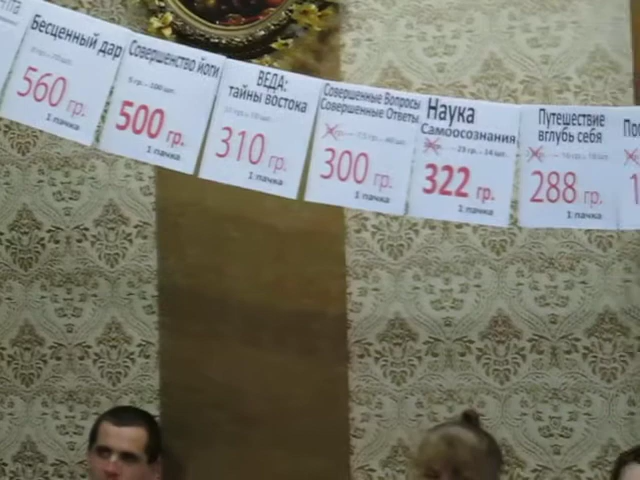 Бесценный дар
560 гр.
1 пачка
Совершенство йоги
500 гр.
1 пачка
ВЕДА:
тайны востока
310 гр.
1 пачка
Совершенные Вопросы
Совершенные Ответы
300 гр.
1 пачка
Наука
Самоосознания
322 гр.
1 пачка
Путешествие
вглубь себя
288 гр.
1 пачка